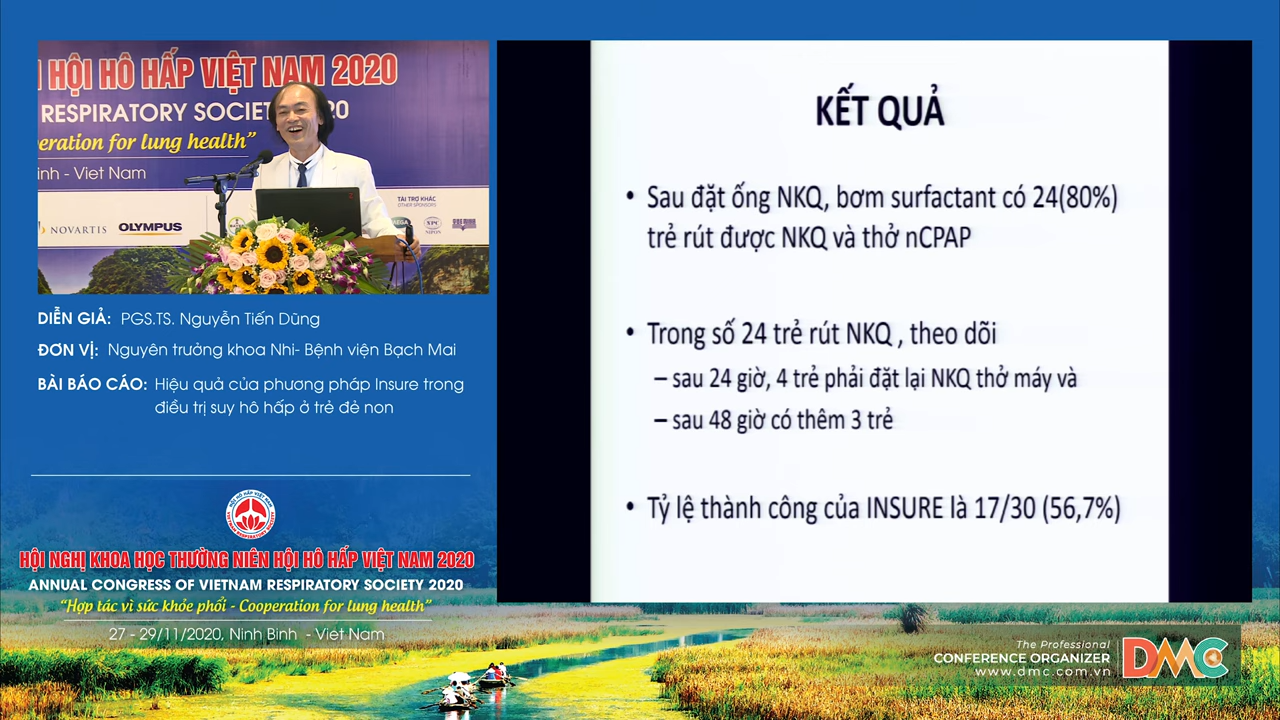 HỘI HÔ HẤP VIỆT NAM 2020
RESPIRATORY SOCIET 20
eration for lung health”
inh - Viet Nam
TÀI TRỢ KHÁC
OTHER SPONSORS
NOVARTIS
OLYMPUS
DIỄN GIẢ: PGS.TS. Nguyễn Tiến Dũng
ĐƠN VỊ: Nguyên trưởng khoa Nhi- Bệnh viện Bạch Mai
BÀI BÁO CÁO: Hiệu quả của phương pháp Insure trong
điều trị suy hô hấp ở trẻ đẻ non
HỘI NGHỊ KHOA HỌC THƯỜNG NIÊN HỘI HÔ HẤP VIỆT NAM 2020
ANNUAL CONGRESS OF VIETNAM RESPIRATORY SOCIETY 2020
“Hợp tác vì sức khỏe phổi - Cooperation for lung health”
27 - 29/11/2020, Ninh Binh - Viet Nam
KẾT QUẢ
• Sau đặt ống NKQ, bơm surfactant có 24(80%)
trẻ rút được NKQ và thở nCPAP
• Trong số 24 trẻ rút NKQ , theo dõi
– sau 24 giờ, 4 trẻ phải đặt lại NKQ thở máy và
– sau 48 giờ có thêm 3 trẻ
• Tỷ lệ thành công của INSURE là 17/30 (56,7%)
The Professional
CONFERENCE ORGANIZER
www.dmc.com.vn
DMC